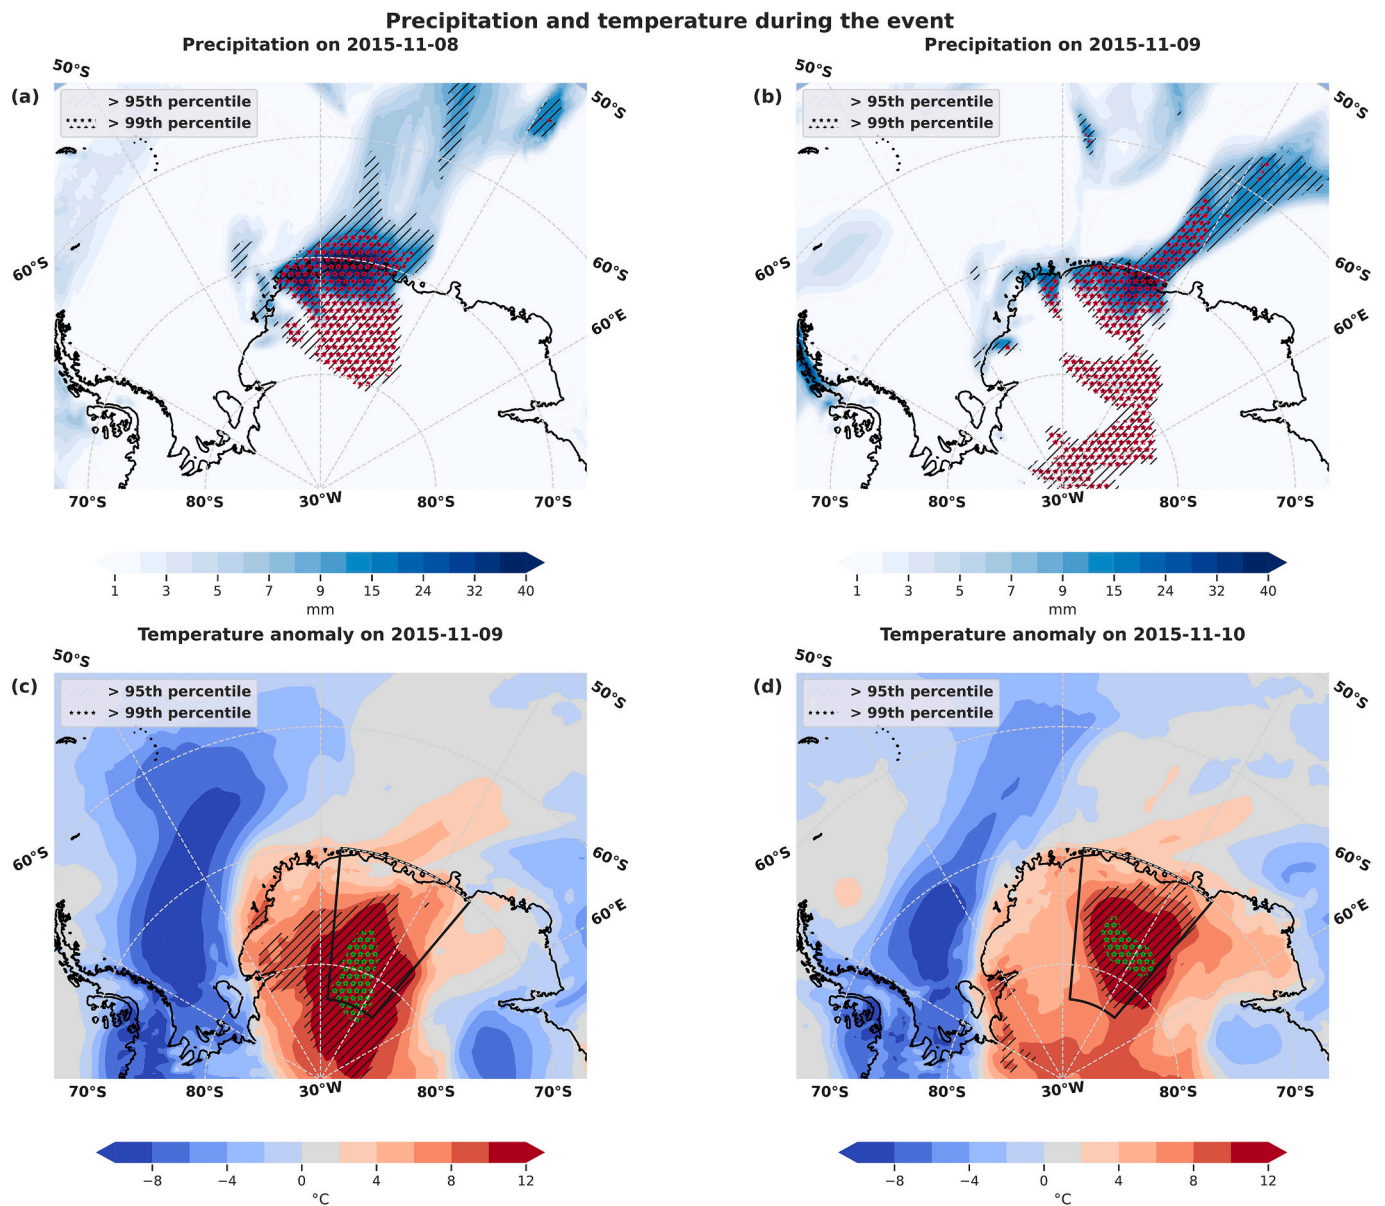 Precipitation and temperature during the event
Precipitation on 2015-11-08
Precipitation on 2015-11-09
(a)
50°S
> 95th percentile
> 99th percentile
50°S
60°S
60°S
60°E
70°S 80°S 30°W 80°S 70°S
1 3 5 7 9 15 24 32 40
mm
(b)
50°S
> 95th percentile
> 99th percentile
50°S
60°S
60°S
60°E
70°S 80°S 30°W 80°S 70°S
1 3 5 7 9 15 24 32 40
mm
Temperature anomaly on 2015-11-09
Temperature anomaly on 2015-11-10
(c)
50°S
> 95th percentile
> 99th percentile
50°S
60°S
60°S
60°E
70°S 80°S 30°W 80°S 70°S
−8 −4 0 4 8 12
°C
(d)
50°S
> 95th percentile
> 99th percentile
50°S
60°S
60°S
60°E
70°S 80°S 30°W 80°S 70°S
−8 −4 0 4 8 12
°C